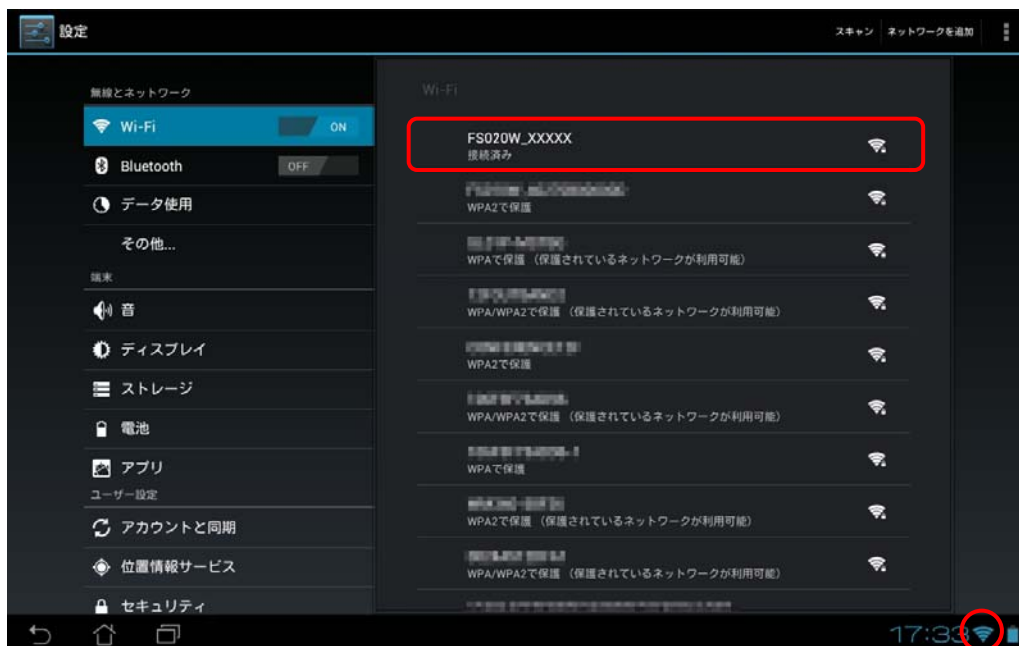 設定
スキャン ネットワークを追加
無線とネットワーク
Wi-Fi ON
Bluetooth OFF
データ使用
その他...
端末
音
ディスプレイ
ストレージ
電池
アプリ
ユーザー設定
アカウントと同期
位置情報サービス
セキュリティ
Wi-Fi
FS020W_XXXXX
接続済み
WPA2で保護
WPAで保護（保護されているネットワークが利用可能）
WPA/WPA2で保護（保護されているネットワークが利用可能）
WPA2で保護
WPA/WPA2で保護（保護されているネットワークが利用可能）
WPAで保護
WPA2で保護（保護されているネットワークが利用可能）
WPA/WPA2で保護（保護されているネットワークが利用可能）
17:33